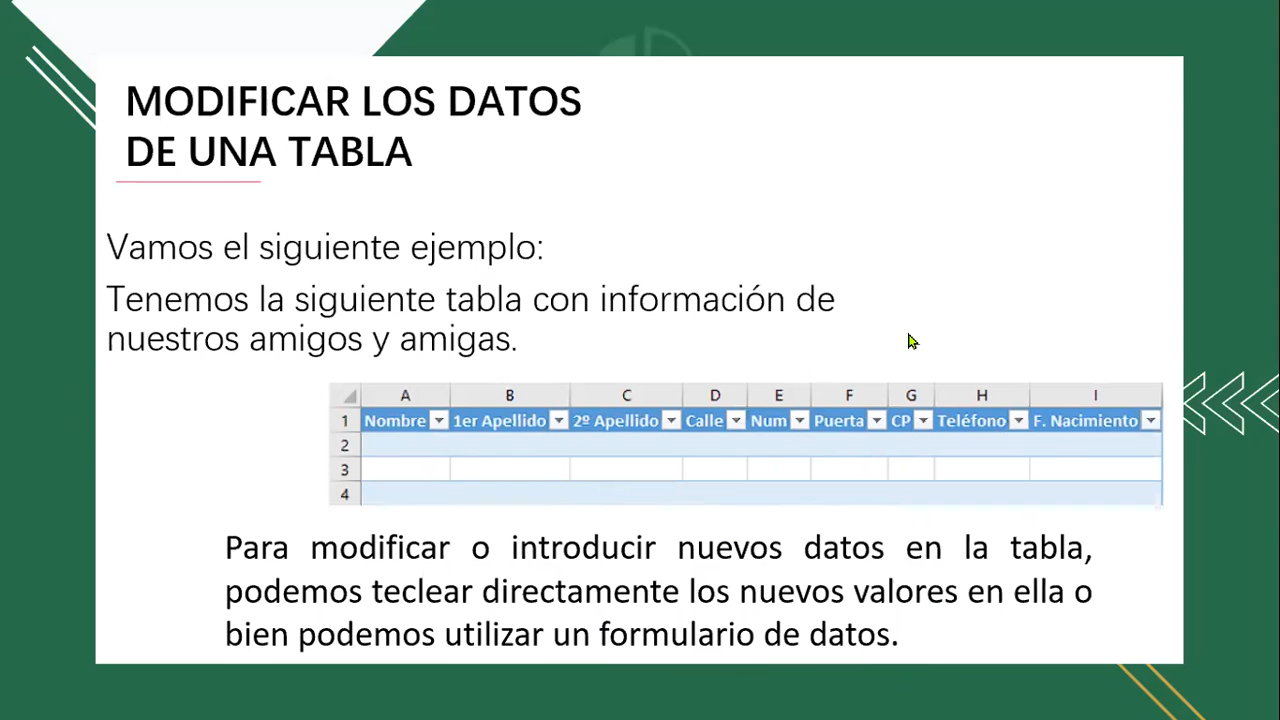 MODIFICAR LOS DATOS
DE UNA TABLA
Vamos el siguiente ejemplo:
Tenemos la siguiente tabla con información de
nuestros amigos y amigas.
A B C D E F G H I
1 Nombre 1er Apellido 2º Apellido Calle Num Puerta CP Teléfono F. Nacimiento
2
3
4
Para modificar o introducir nuevos datos en la tabla,
podemos teclear directamente los nuevos valores en ella o
bien podemos utilizar un formulario de datos.